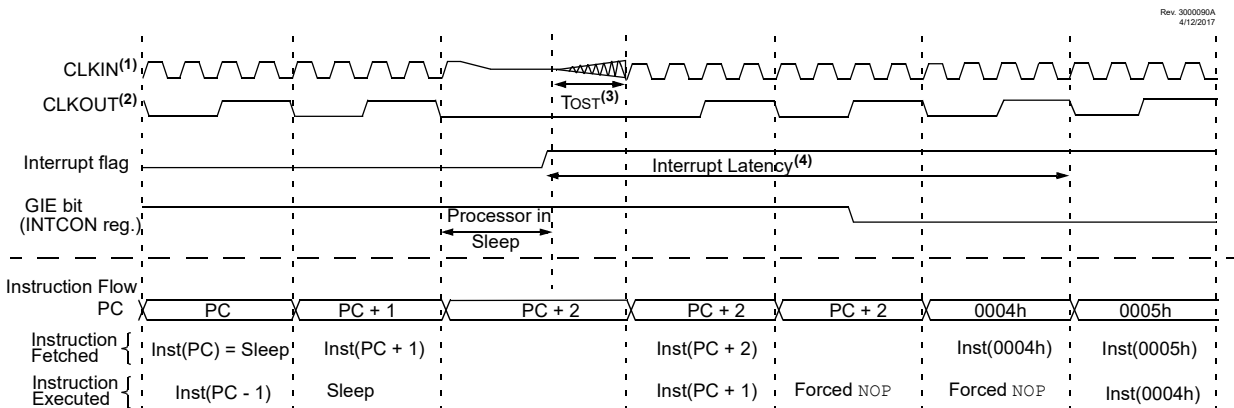 Rev. 3000090A
4/12/2017
CLKIN(1)
CLKOUT(2)
TOST(3)
Interrupt flag
Interrupt Latency(4)
GIE bit
(INTCON reg.)
Processor in
Sleep
Instruction Flow
PC PC PC + 1 PC + 2 PC + 2 PC + 2 0004h 0005h
Instruction
Fetched { Inst(PC) = Sleep Inst(PC + 1) Inst(PC + 2) Inst(0004h) Inst(0005h)
Instruction
Executed { Inst(PC - 1) Sleep Inst(PC + 1) Forced NOP Forced NOP Inst(0004h)